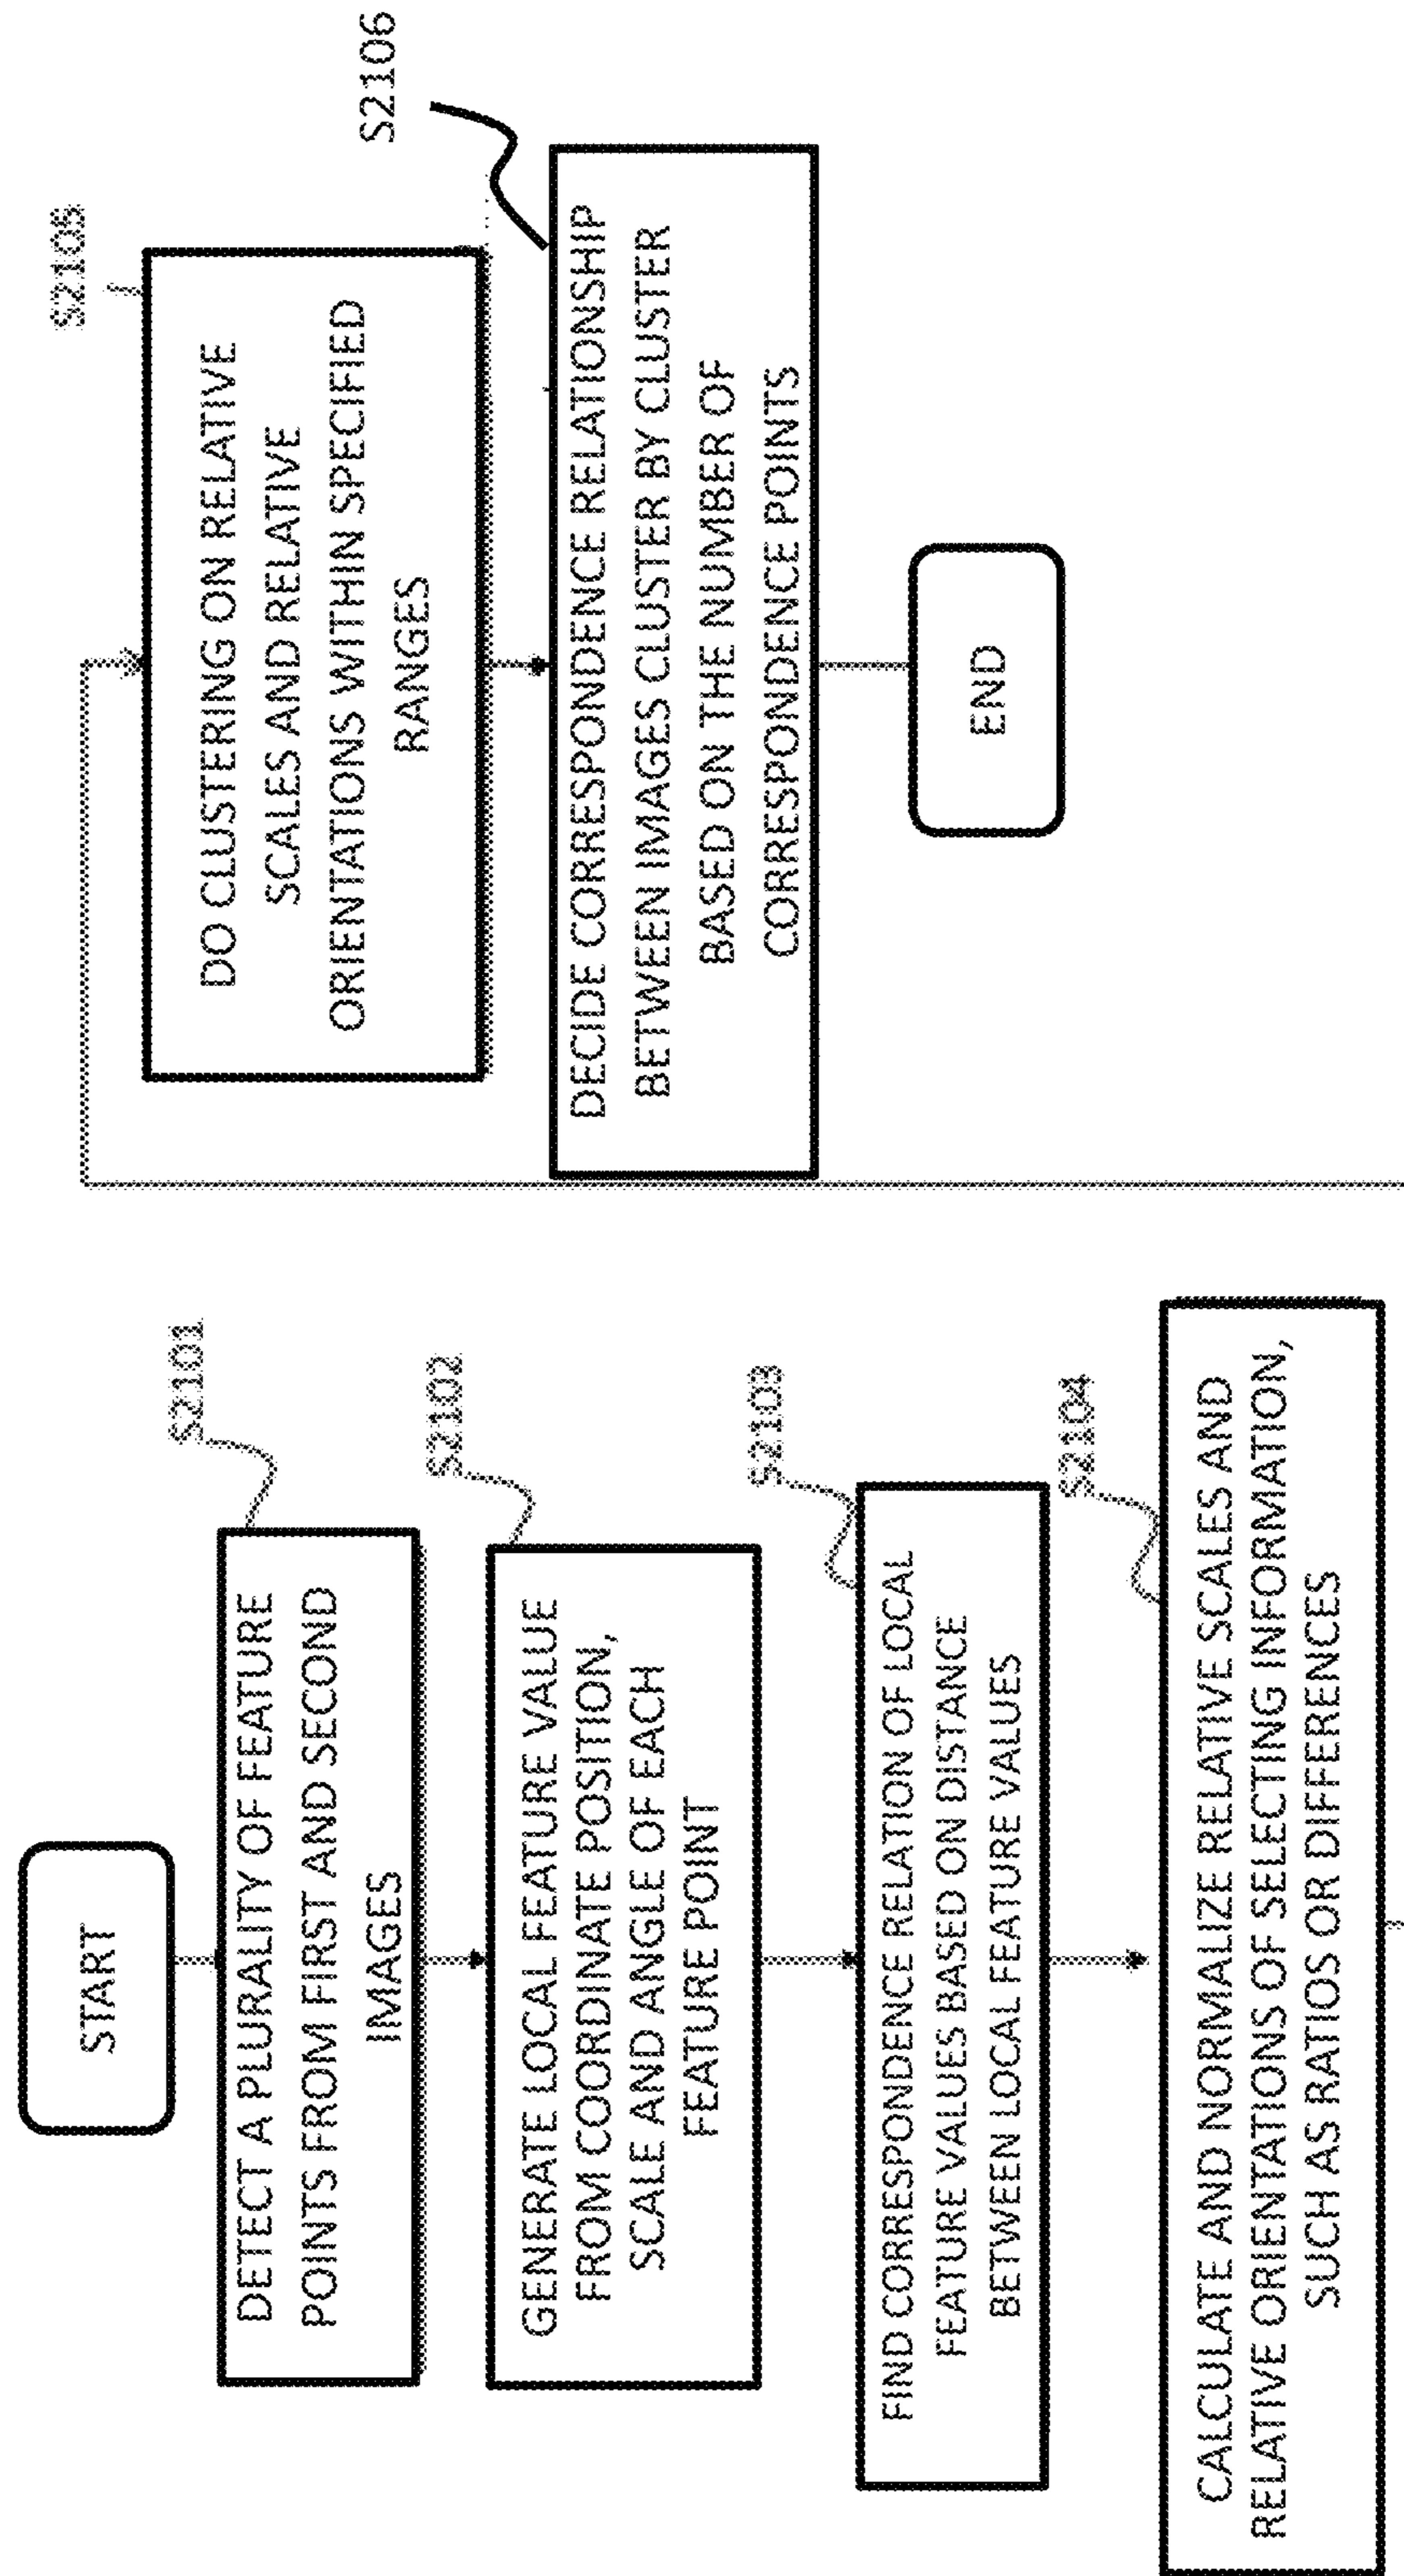 START
S2101
DETECT A PLURALITY OF FEATURE
POINTS FROM FIRST AND SECOND
IMAGES
S2102
GENERATE LOCAL FEATURE VALUE
FROM COORDINATE POSITION,
SCALE AND ANGLE OF EACH
FEATURE POINT
S2103
FIND CORRESPONDENCE RELATION OF LOCAL
FEATURE VALUES BASED ON DISTANCE
BETWEEN LOCAL FEATURE VALUES
S2104
CALCULATE AND NORMALIZE RELATIVE SCALES AND
RELATIVE ORIENTATIONS OF SELECTING INFORMATION,
SUCH AS RATIOS OR DIFFERENCES
S2105
DO CLUSTERING ON RELATIVE
SCALES AND RELATIVE
ORIENTATIONS WITHIN SPECIFIED
RANGES
S2106
DECIDE CORRESPONDENCE RELATIONSHIP
BETWEEN IMAGES CLUSTER BY CLUSTER
BASED ON THE NUMBER OF
CORRESPONDENCE POINTS
END